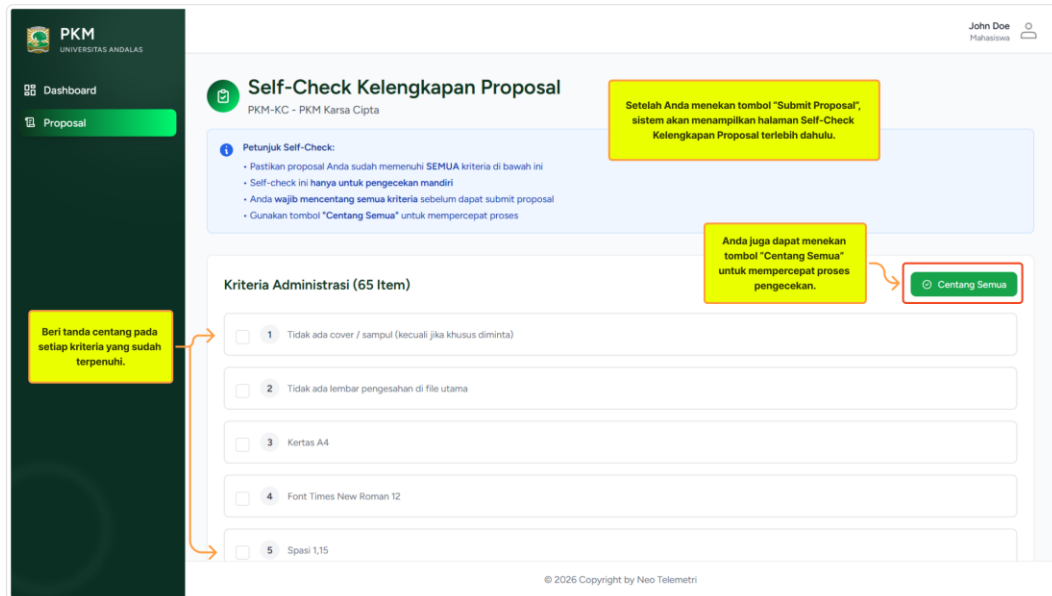 PKM
UNIVERSITAS ANDALAS
John Doe
Mahasiswa
Dashboard
Proposal
Self-Check Kelengkapan Proposal
PKM-KC - PKM Karsa Cipta
Setelah Anda menekan tombol "Submit Proposal",
sistem akan menampilkan halaman Self-Check
Kelengkapan Proposal terlebih dahulu.
Petunjuk Self-Check:
• Pastikan proposal Anda sudah memenuhi SEMUA kriteria di bawah ini
• Self-check ini hanya untuk pengecekan mandiri
• Anda wajib mencentang semua kriteria sebelum dapat submit proposal
• Gunakan tombol "Centang Semua" untuk mempercepat proses
Anda juga dapat menekan
tombol "Centang Semua"
untuk mempercepat proses
pengecekan.
Kriteria Administrasi (65 Item)
Centang Semua
Beri tanda centang pada
setiap kriteria yang sudah
terpenuhi.
1 Tidak ada cover / sampul (kecuali jika khusus diminta)
2 Tidak ada lembar pengesahan di file utama
3 Kertas A4
4 Font Times New Roman 12
5 Spasi 1,15
© 2026 Copyright by Neo Telemetri